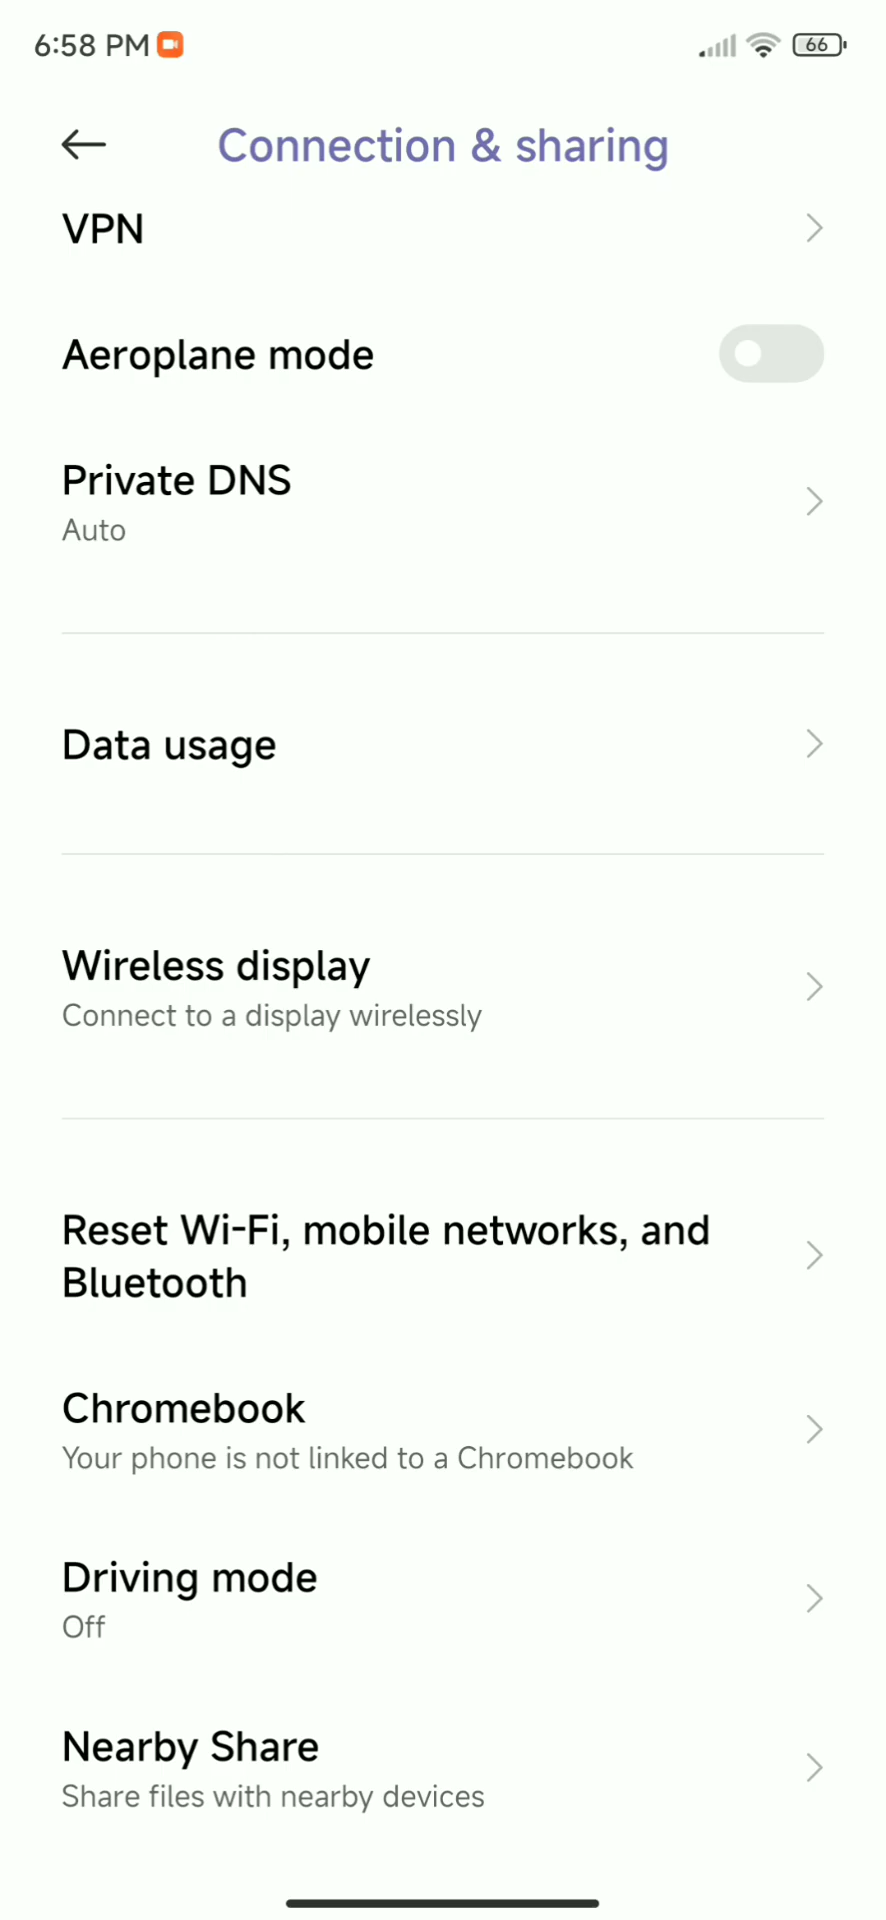 6:58 PM
66
Connection & sharing
VPN
Aeroplane mode
Private DNS
Auto
Data usage
Wireless display
Connect to a display wirelessly
Reset Wi-Fi, mobile networks, and
Bluetooth
Chromebook
Your phone is not linked to a Chromebook
Driving mode
Off
Nearby Share
Share files with nearby devices